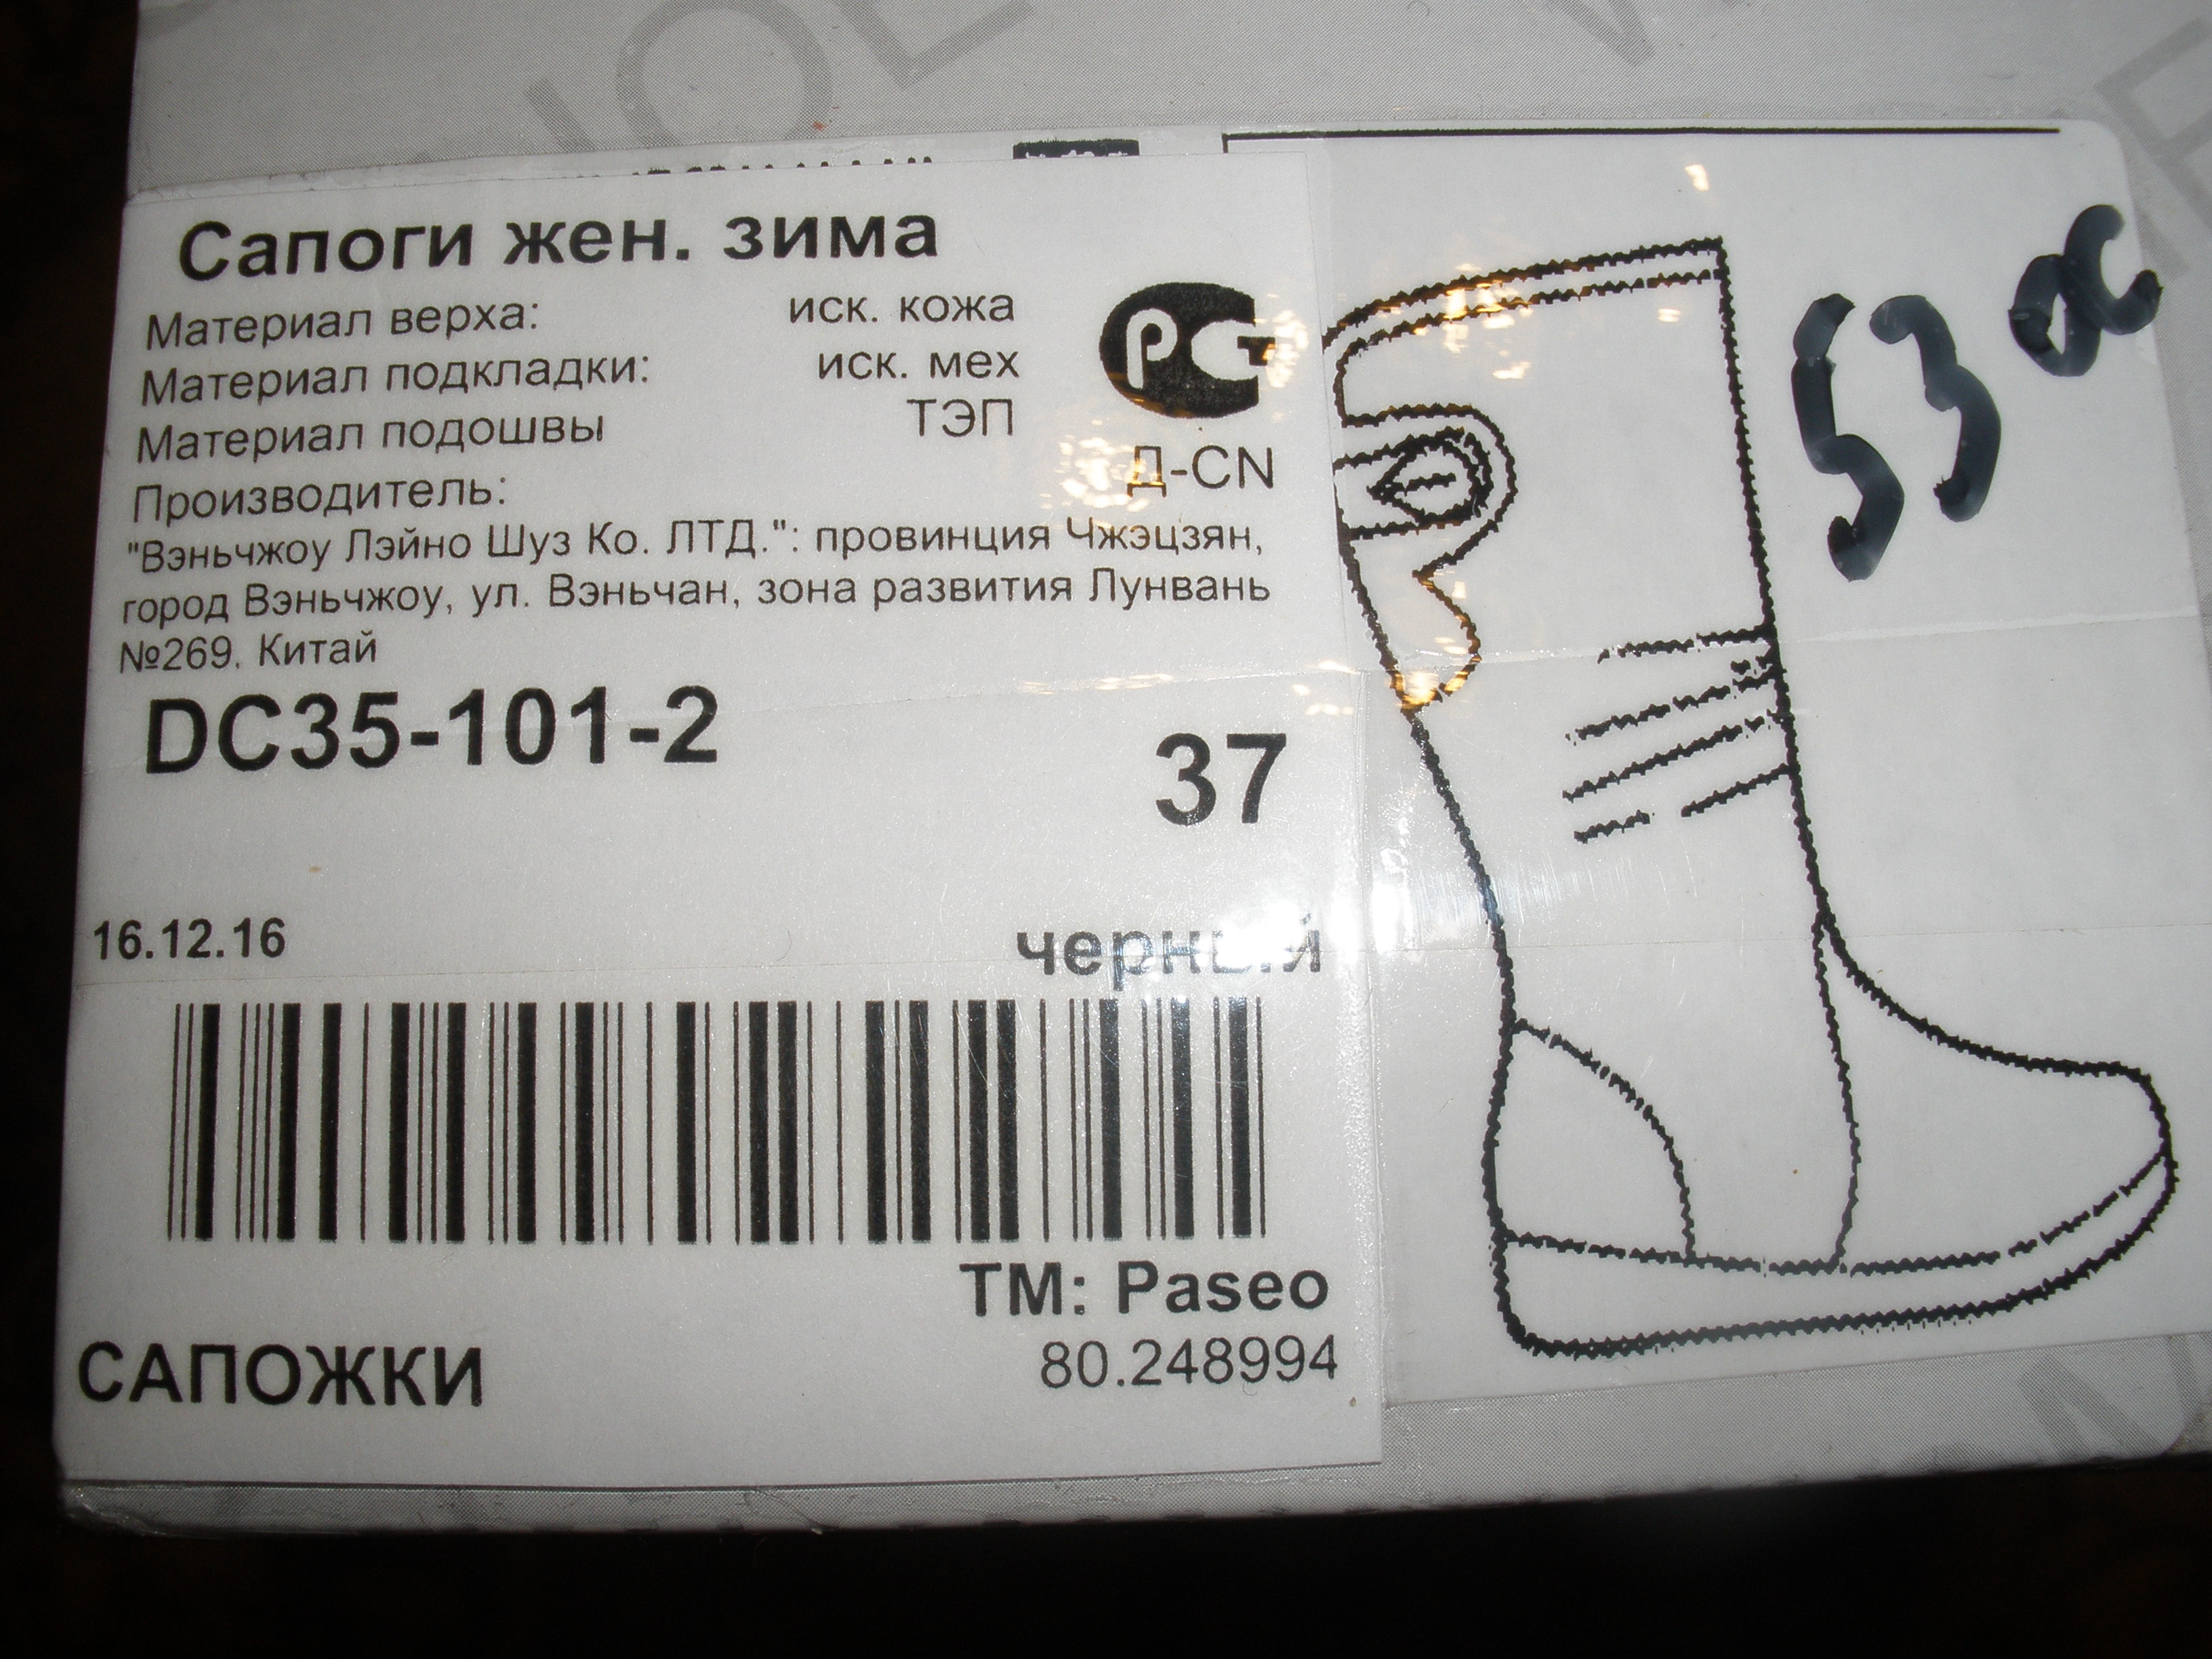 Сапоги жен. зима
Материал верха: иск. кожа
Материал подкладки: иск. мех
Материал подошвы ТЭП
РС
Д-CN
Производитель:
"Вэньчжоу Лэйно Шуз Ко. ЛТД.": провинция Чжэцзян,
город Вэньчжоу, ул. Вэньчан, зона развития Лунвань
№269. Китай
DC35-101-2
37
16.12.16
черный
ТМ: Paseo
80.248994
САПОЖКИ
53